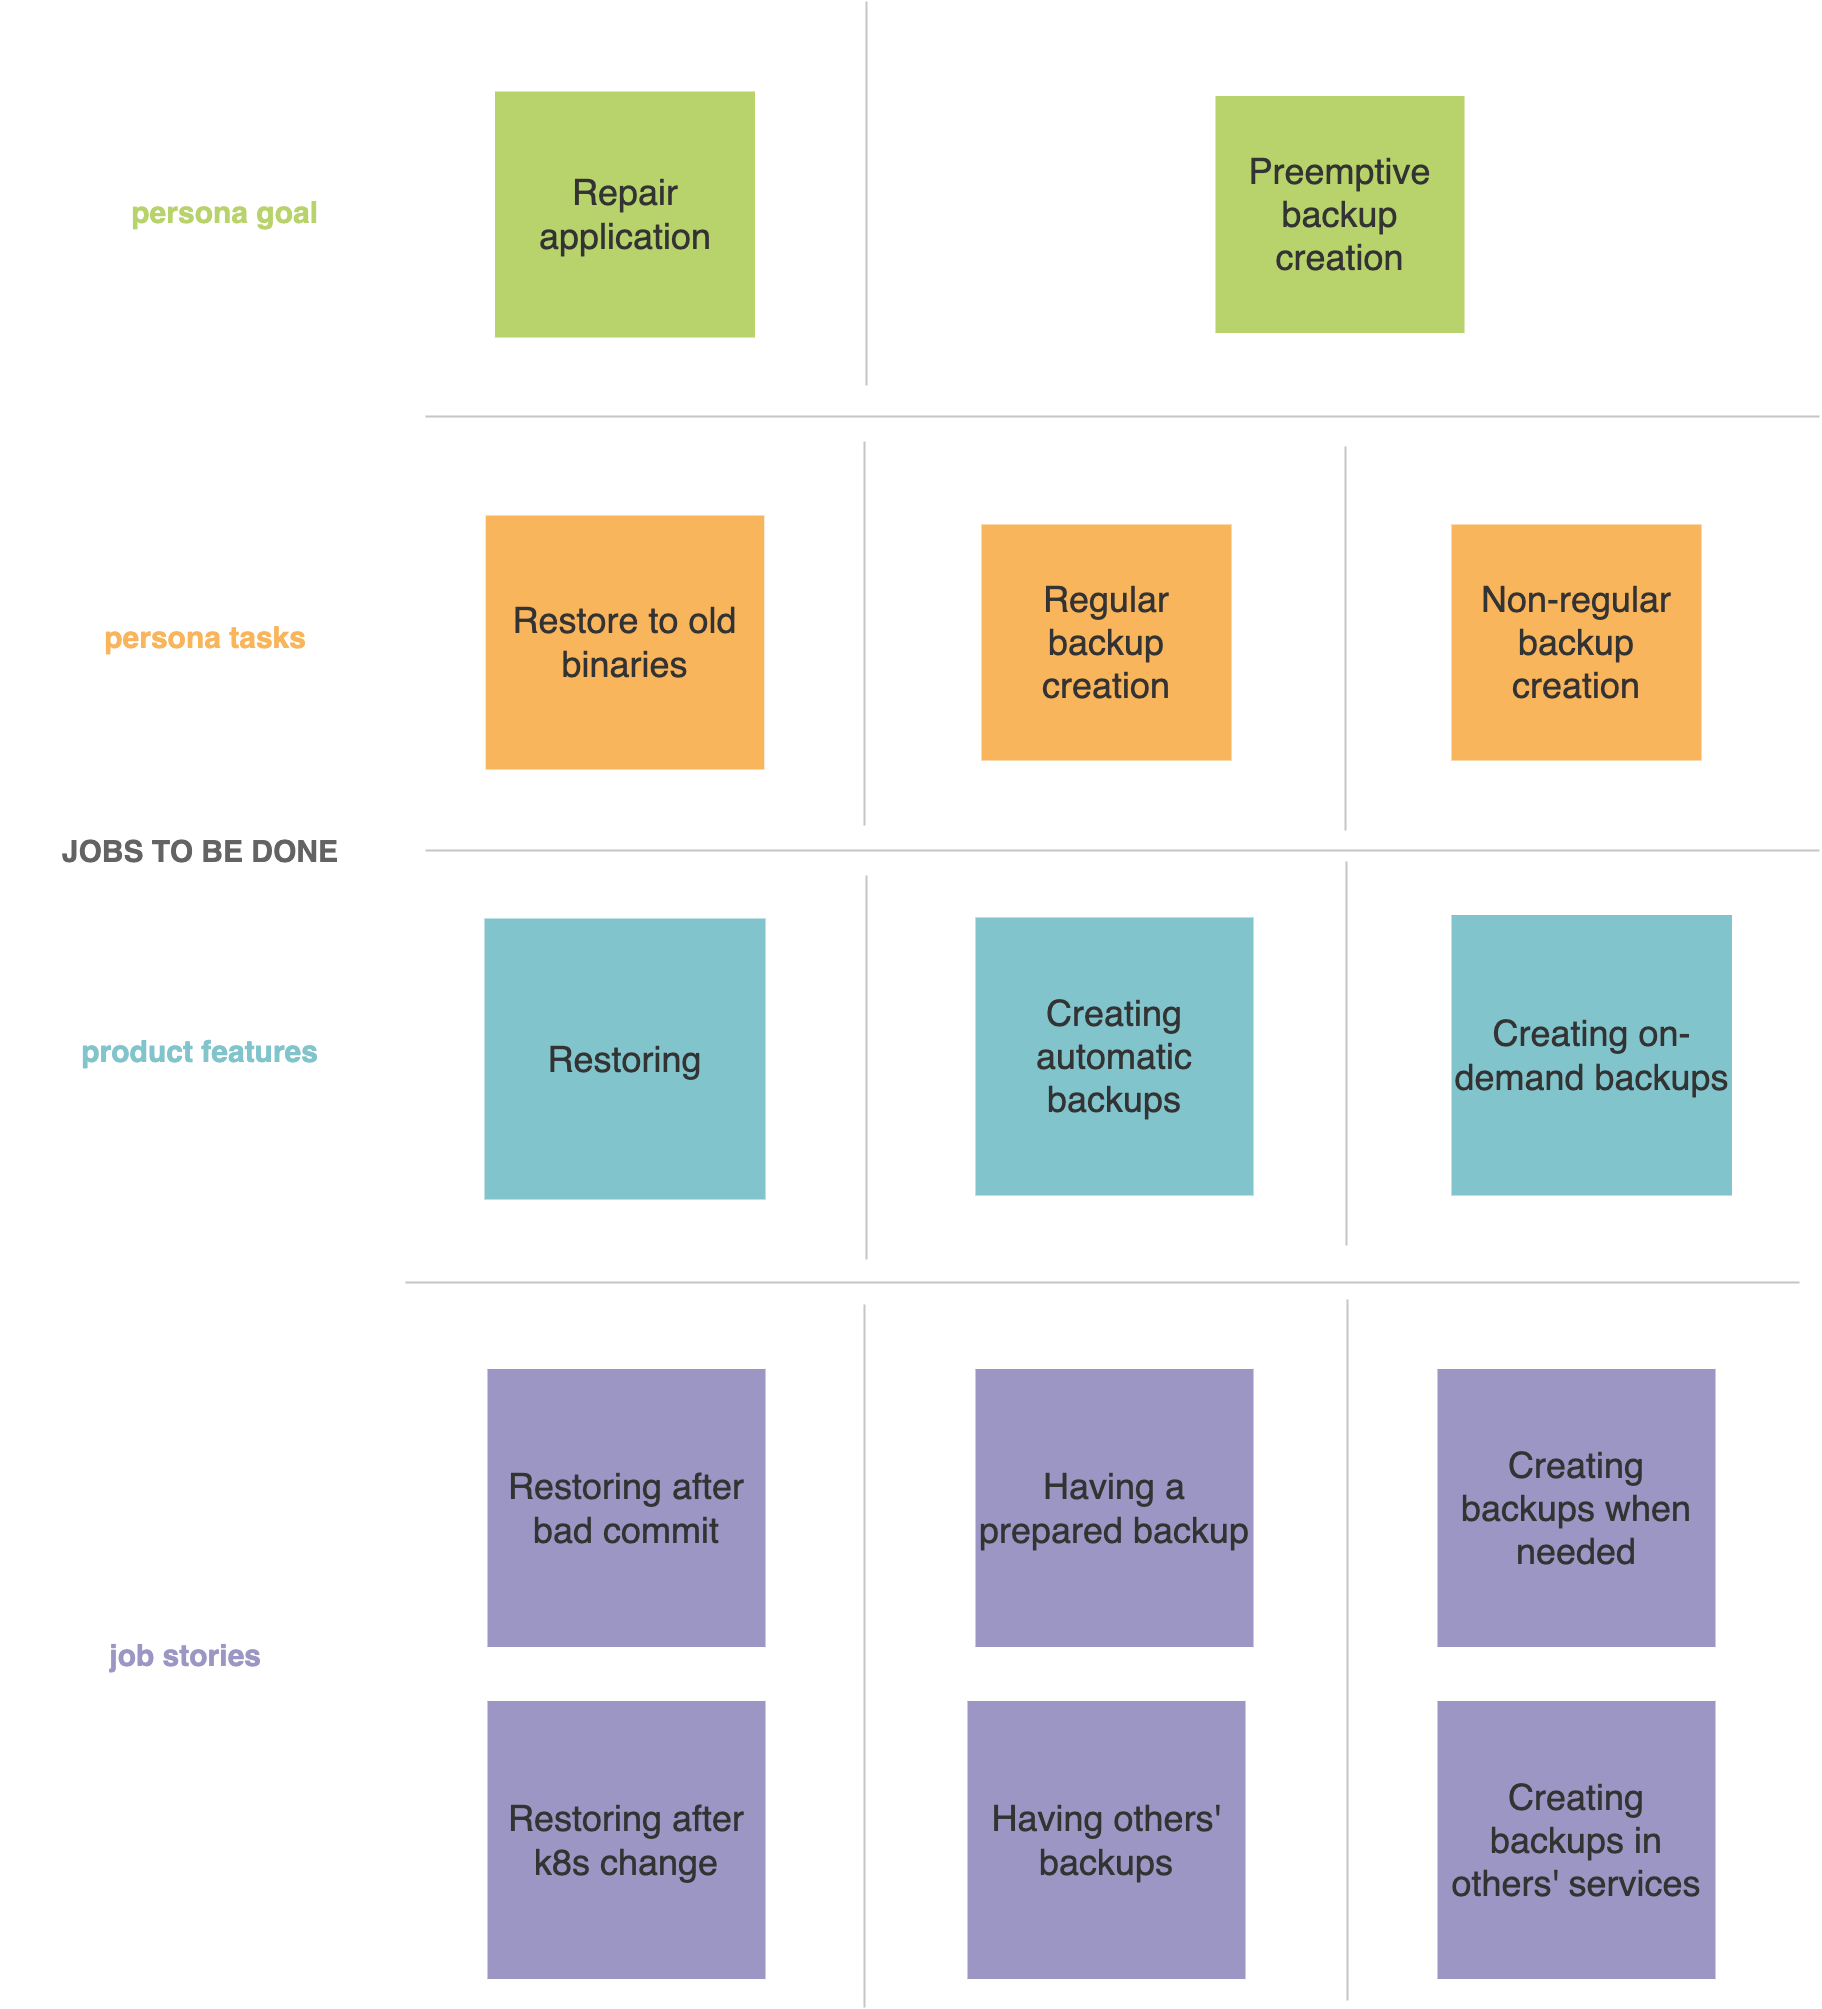 persona goal
Repair
application
Preemptive
backup
creation
persona tasks
Restore to old
binaries
Regular
backup
creation
Non-regular
backup
creation
JOBS TO BE DONE
product features
Restoring
Creating
automatic
backups
Creating on-
demand backups
job stories
Restoring after
bad commit
Having a
prepared backup
Creating
backups when
needed
Restoring after
k8s change
Having others'
backups
Creating
backups in
others' services